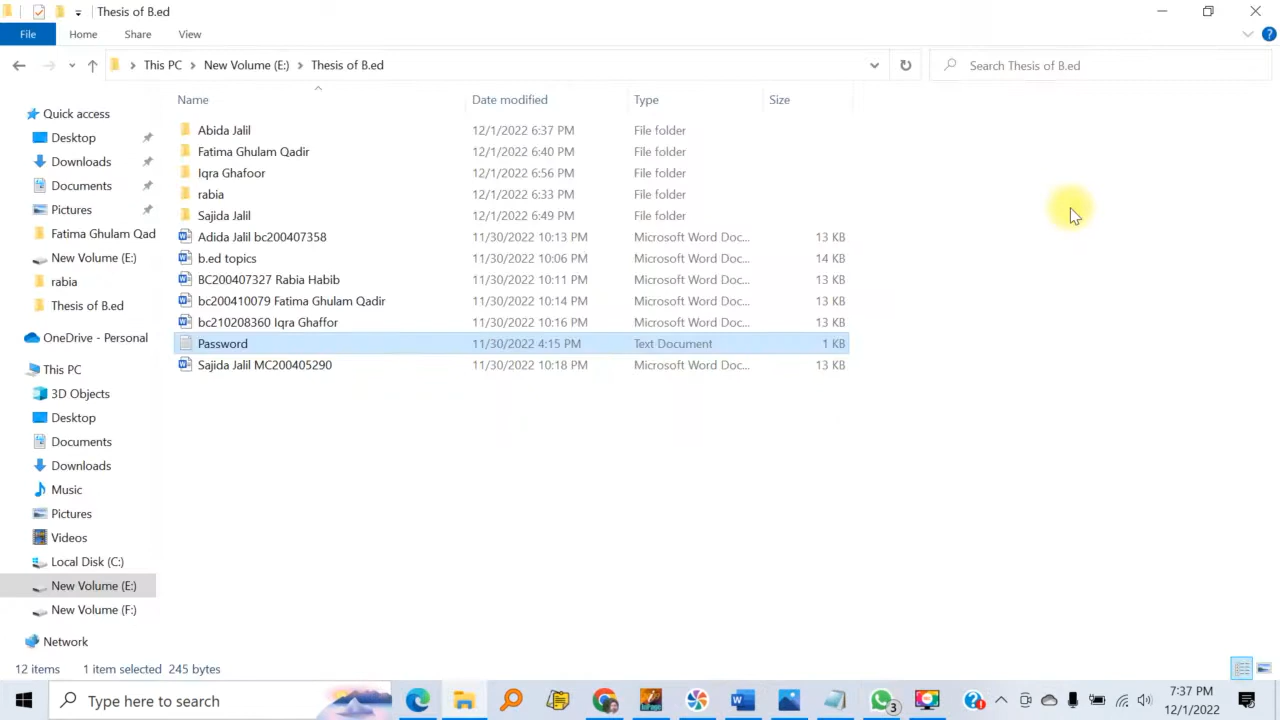 Thesis of B.ed
File Home Share View
This PC New Volume (E:) Thesis of B.ed
Search Thesis of B.ed
Name Date modified Type Size
Quick access
Desktop
Downloads
Documents
Pictures
Fatima Ghulam Qad
New Volume (E:)
rabia
Thesis of B.ed
OneDrive - Personal
This PC
3D Objects
Desktop
Documents
Downloads
Music
Pictures
Videos
Local Disk (C:)
New Volume (E:)
New Volume (F:)
Network
Abida Jalil 12/1/2022 6:37 PM File folder
Fatima Ghulam Qadir 12/1/2022 6:40 PM File folder
Iqra Ghafoor 12/1/2022 6:56 PM File folder
rabia 12/1/2022 6:33 PM File folder
Sajida Jalil 12/1/2022 6:49 PM File folder
Adida Jalil bc200407358 11/30/2022 10:13 PM Microsoft Word Doc... 13 KB
b.ed topics 11/30/2022 10:06 PM Microsoft Word Doc... 14 KB
BC200407327 Rabia Habib 11/30/2022 10:11 PM Microsoft Word Doc... 13 KB
bc200410079 Fatima Ghulam Qadir 11/30/2022 10:14 PM Microsoft Word Doc... 13 KB
bc210208360 Iqra Ghaffor 11/30/2022 10:16 PM Microsoft Word Doc... 13 KB
Password 11/30/2022 4:15 PM Text Document 1 KB
Sajida Jalil MC200405290 11/30/2022 10:18 PM Microsoft Word Doc... 13 KB
12 items 1 item selected 245 bytes
Type here to search
3
7:37 PM
12/1/2022